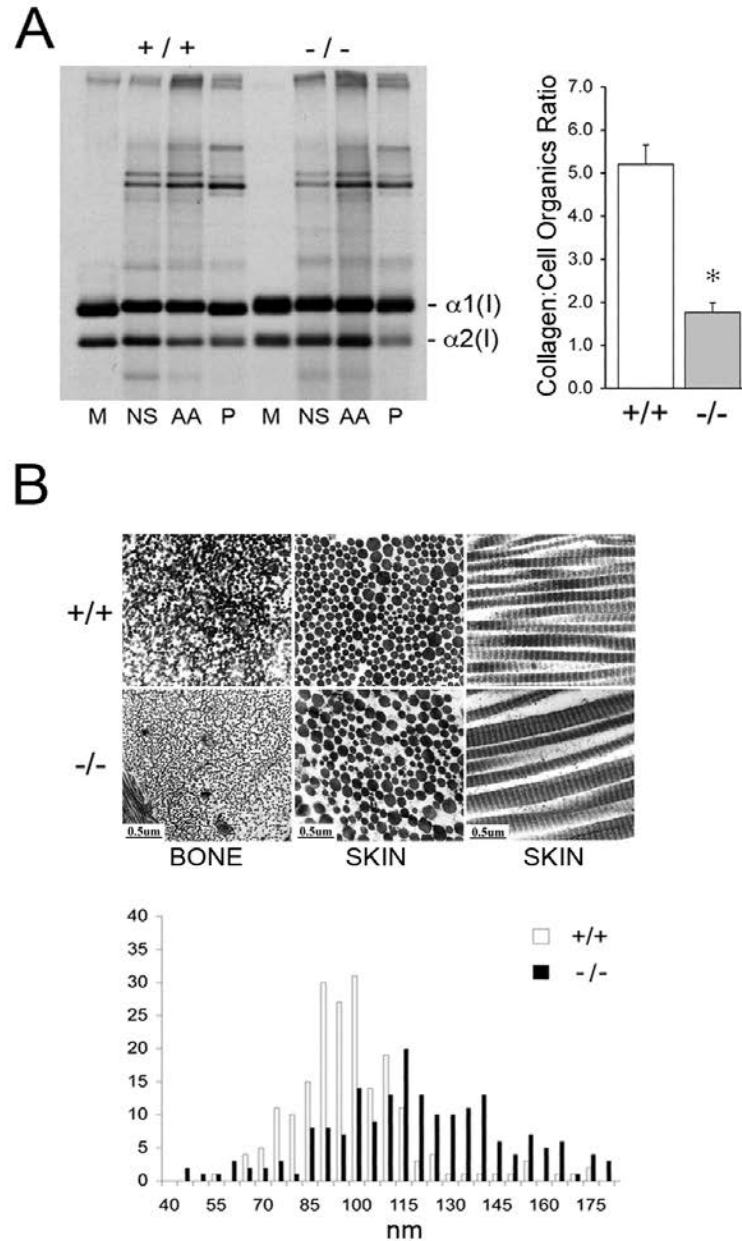 A
+ / +
- / -
- α1(I)
- α2(I)
M NS AA P M NS AA P
Collagen:Cell Organics Ratio
7.0
6.0
5.0
4.0
3.0
2.0
1.0
0.0
*
+/+ -/-
B
+/+
-/-
0.5um 0.5um 0.5um
BONE SKIN SKIN
40
35
30
25
20
15
10
5
0
+/+
-/-
40 55 70 85 100 115 130 145 160 175
nm